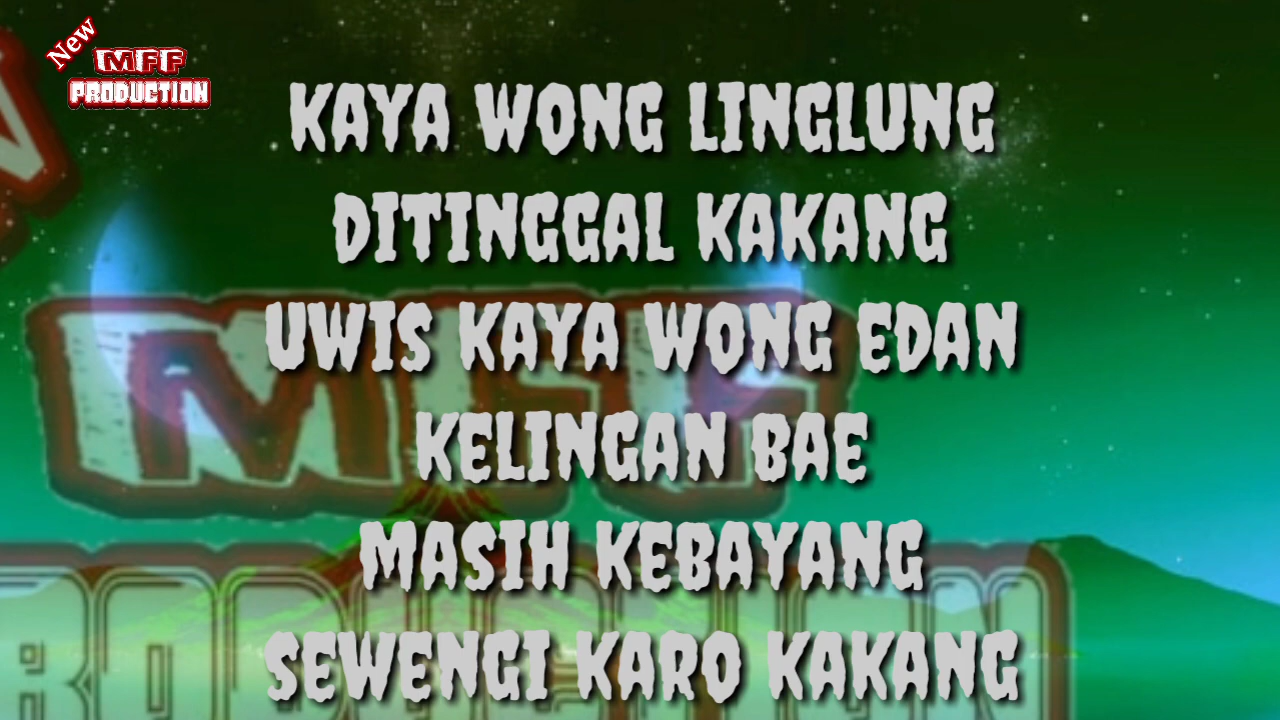 New
MFF
PRODUCTION
KAYA WONG LINGLUNG
DITINGGAL KAKANG
UWIS KAYA WONG EDAN
KELINGAN BAE
MASIH KEBAYANG
SEWENGI KARO KAKANG
MFF